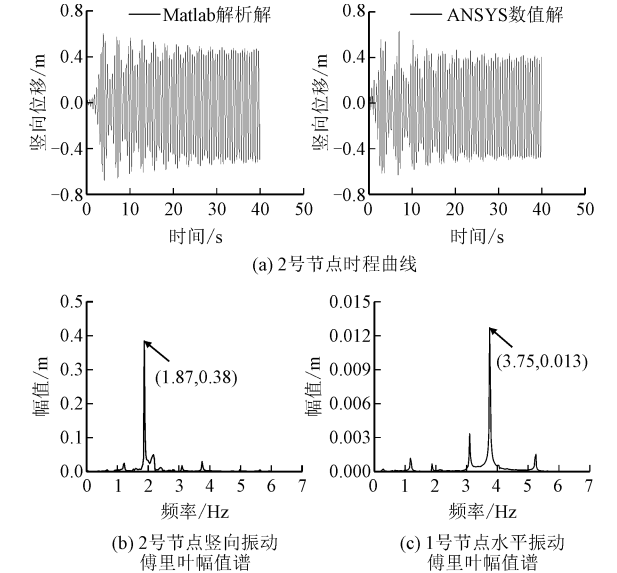 Matlab解析解
ANSYS数值解
0.8
0.4
0.0
−0.4
−0.8
竖向位移/m
0 10 20 30 40 50
时间/s
0.8
0.4
0.0
−0.4
−0.8
竖向位移/m
0 10 20 30 40 50
时间/s
(a) 2号节点时程曲线
0.5
0.4
0.3
0.2
0.1
0.0
幅值/m
(1.87,0.38)
0 1 2 3 4 5 6 7
频率/Hz
(b) 2号节点竖向振动
傅里叶幅值谱
0.015
0.012
0.009
0.006
0.003
0.000
幅值/m
(3.75,0.013)
0 1 2 3 4 5 6 7
频率/Hz
(c) 1号节点水平振动
傅里叶幅值谱